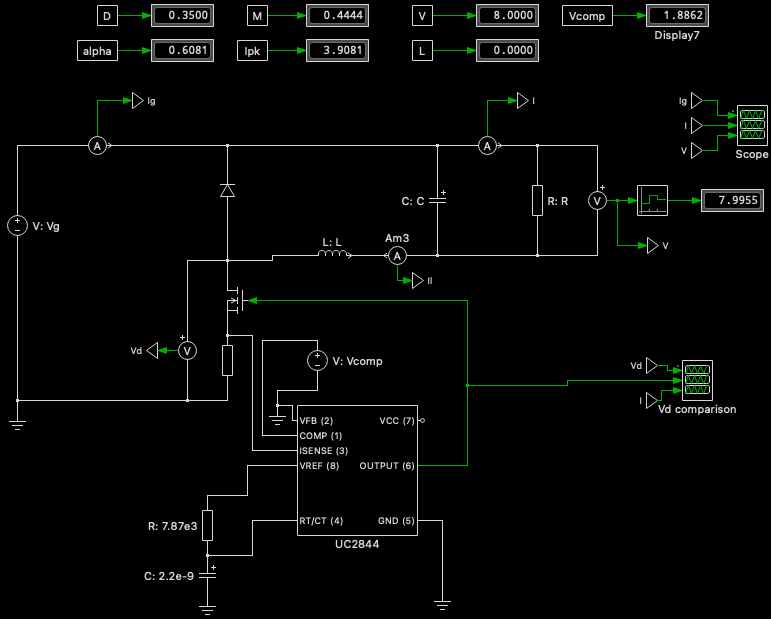 D 0.3500 M 0.4444 V 8.0000 Vcomp 1.8862
Display7
alpha 0.6081 Ipk 3.9081 L 0.0000
Ig I Ig
A A I
V Scope
C: C R: R V
V: Vg 7.9955
L: L Am3
A V
Il
Vd V
V: Vcomp
Vd
I Vd comparison
VFB (2) VCC (7)
COMP (1)
ISENSE (3)
VREF (8) OUTPUT (6)
R: 7.87e3 RT/CT (4) GND (5)
UC2844
C: 2.2e-9